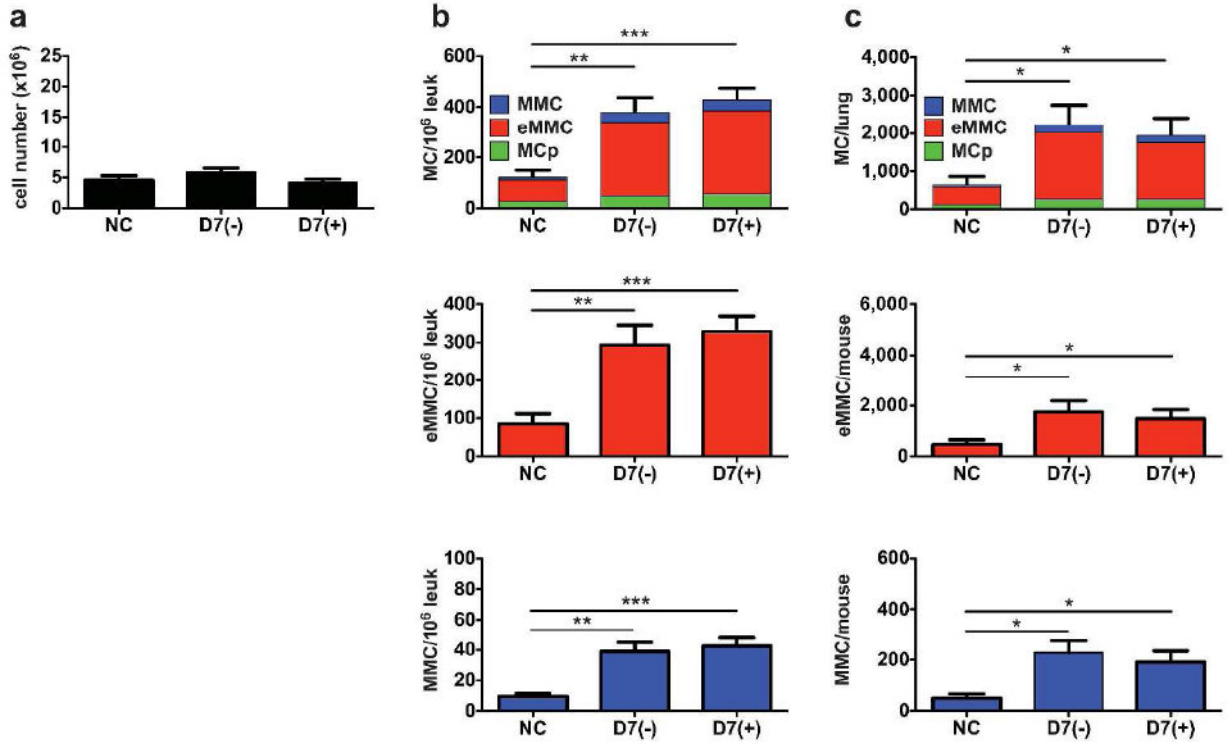 a
cell number (x10⁶)
25
20
15
10
5
0
NC D7(-) D7(+)
b
MC/10⁶ leuk
600
400
200
0
***
**
MMC
eMMC
MCp
NC D7(-) D7(+)
c
MC/lung
4,000
3,000
2,000
1,000
0
*
*
MMC
eMMC
MCp
NC D7(-) D7(+)
eMMC/10⁶ leuk
400
300
200
100
0
***
**
NC D7(-) D7(+)
eMMC/mouse
6,000
4,000
2,000
0
*
*
NC D7(-) D7(+)
MMC/10⁶ leuk
100
80
60
40
20
0
***
**
NC D7(-) D7(+)
MMC/mouse
600
400
200
0
*
*
NC D7(-) D7(+)